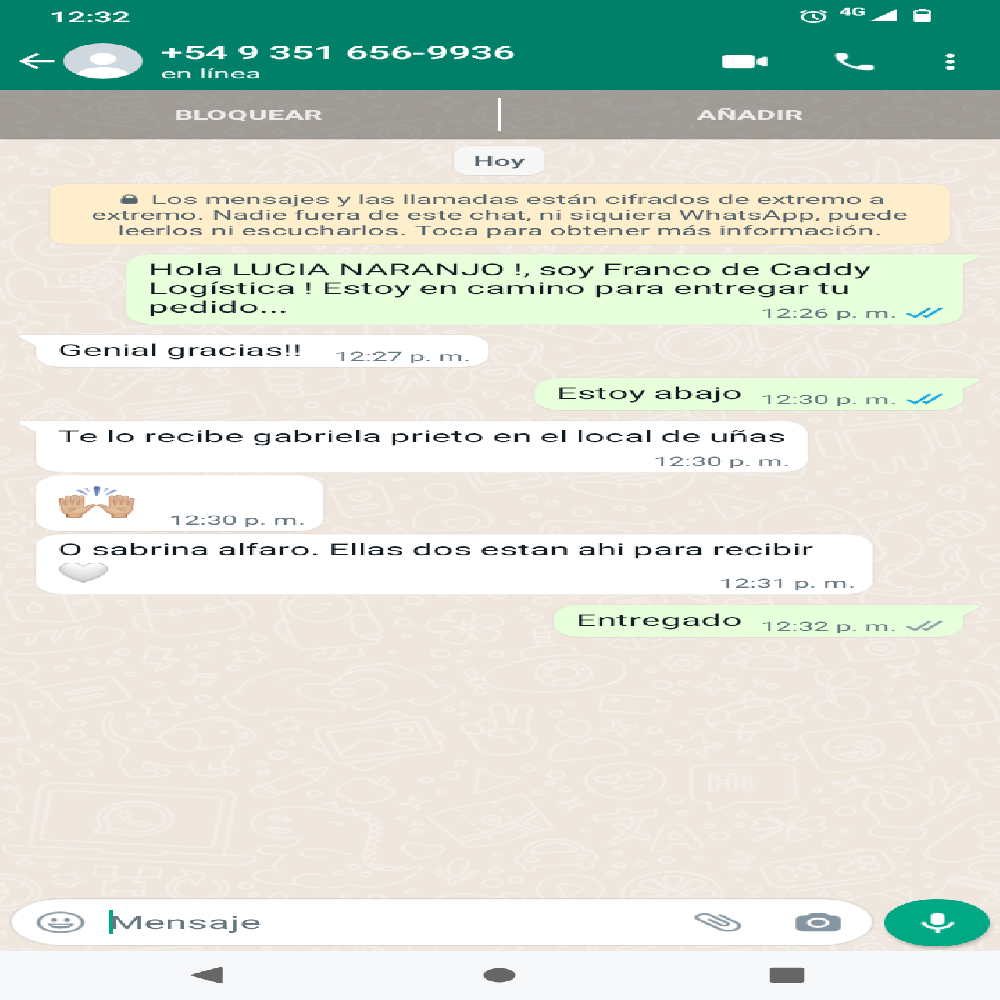 12:32
4G
+54 9 351 656-9936
en línea
BLOQUEAR
AÑADIR
Hoy
Los mensajes y las llamadas están cifrados de extremo a
extremo. Nadie fuera de este chat, ni siquiera WhatsApp, puede
leerlos ni escucharlos. Toca para obtener más información.
Hola LUCIA NARANJO !, soy Franco de Caddy
Logística ! Estoy en camino para entregar tu
pedido...
12:26 p. m.
Genial gracias!!
12:27 p. m.
Estoy abajo
12:30 p. m.
Te lo recibe gabriela prieto en el local de uñas
12:30 p. m.
12:30 p. m.
O sabrina alfaro. Ellas dos estan ahi para recibir
12:31 p. m.
Entregado
12:32 p. m.
Mensaje